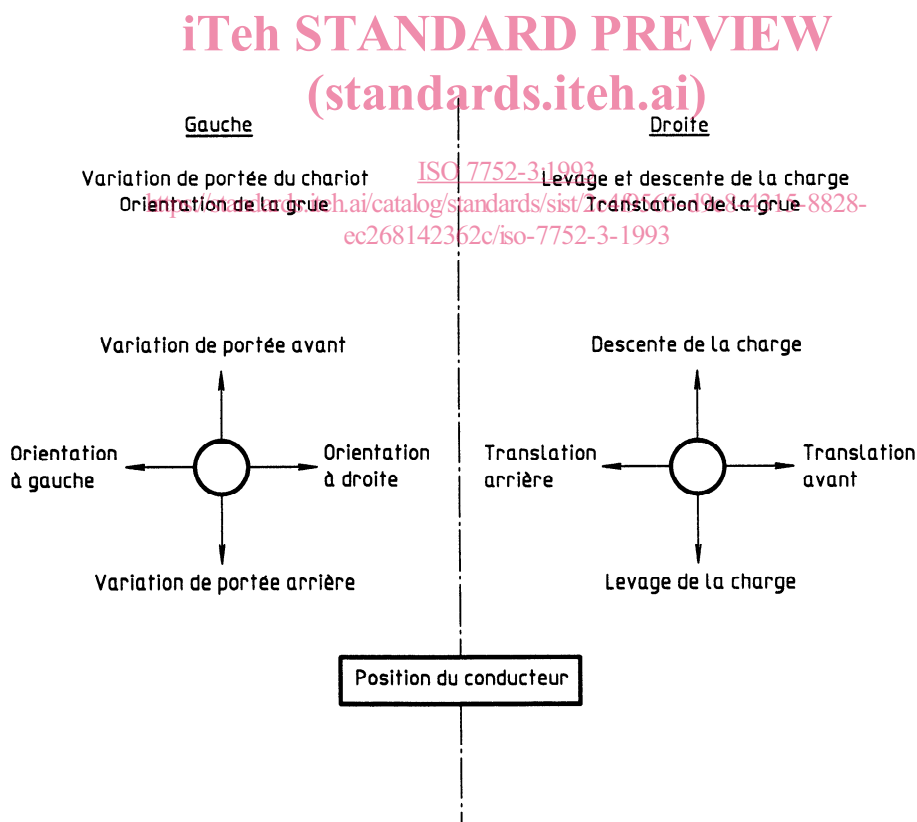 iTeh STANDARD PREVIEW
(standards.iteh.ai)
Gauche
Droite
Variation de portée du chariot
Orientation de la grue
ISO 7752-3:1993
Levage et descente de la charge
Translation de la grue
ec268142362c/iso-7752-3-1993
Variation de portée avant
Orientation
à gauche
Orientation
à droite
Variation de portée arrière
Descente de la charge
Translation
arrière
Translation
avant
Levage de la charge
Position du conducteur